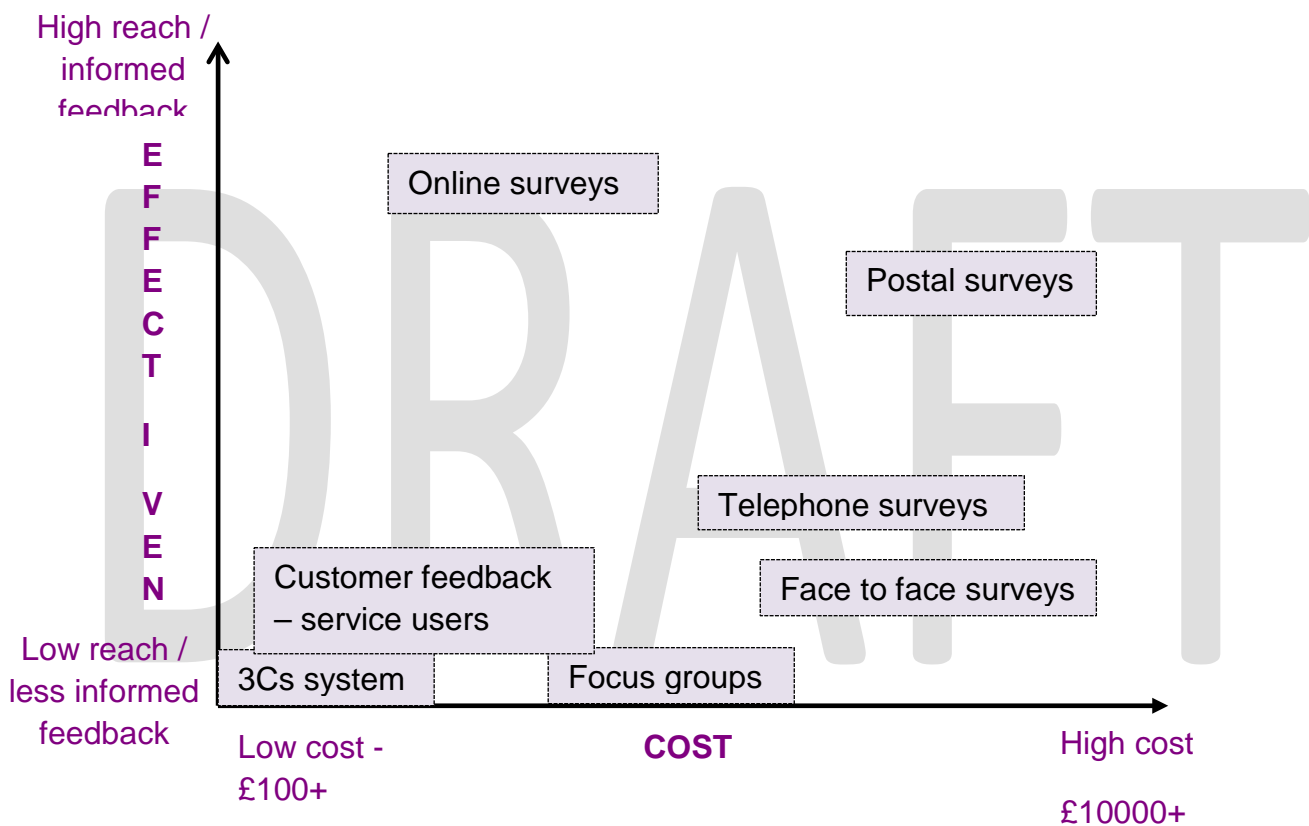 High reach /
informed
feedback
E
F
F
E
C
T
I
V
E
N
Low reach /
less informed
feedback
Online surveys
Postal surveys
Telephone surveys
Customer feedback
– service users
Face to face surveys
3Cs system
Focus groups
Low cost -
£100+
COST
High cost
£10000+
DRAFT